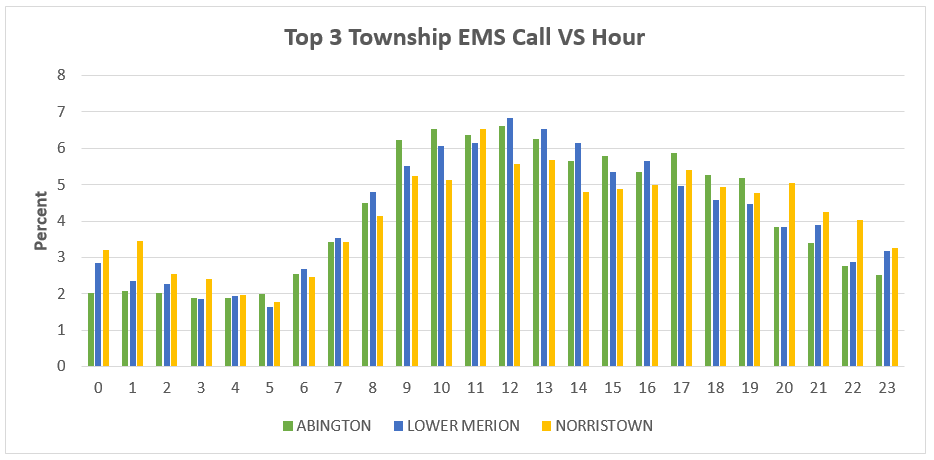 Top 3 Township EMS Call VS Hour
8
7
6
5
4
3
2
1
0
Percent
0 1 2 3 4 5 6 7 8 9 10 11 12 13 14 15 16 17 18 19 20 21 22 23
ABINGTON LOWER MERION NORRISTOWN